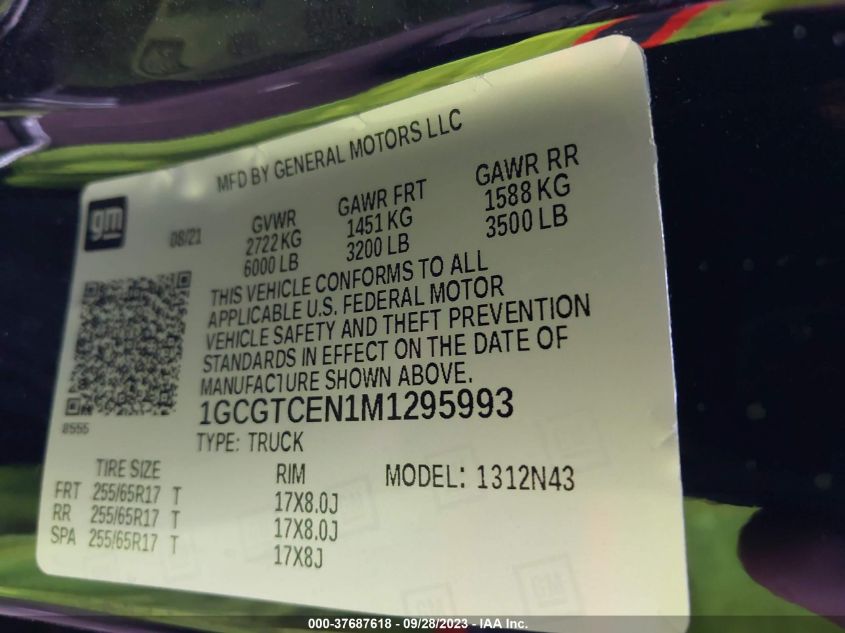 MFD BY GENERAL MOTORS LLC
gm
08/21
GVWR
2722 KG
6000 LB
GAWR FRT
1451 KG
3200 LB
GAWR RR
1588 KG
3500 LB
THIS VEHICLE CONFORMS TO ALL
APPLICABLE U.S. FEDERAL MOTOR
VEHICLE SAFETY AND THEFT PREVENTION
STANDARDS IN EFFECT ON THE DATE OF
MANUFACTURE SHOWN ABOVE.
8555
1GCGTCEN1M1295993
TYPE: TRUCK
TIRE SIZE RIM MODEL: 1312N43
FRT 255/65R17 T 17X8.0J
RR 255/65R17 T 17X8.0J
SPA 255/65R17 T 17X8J
GM
GM
000-37687618 - 09/28/2023 - IAA Inc.